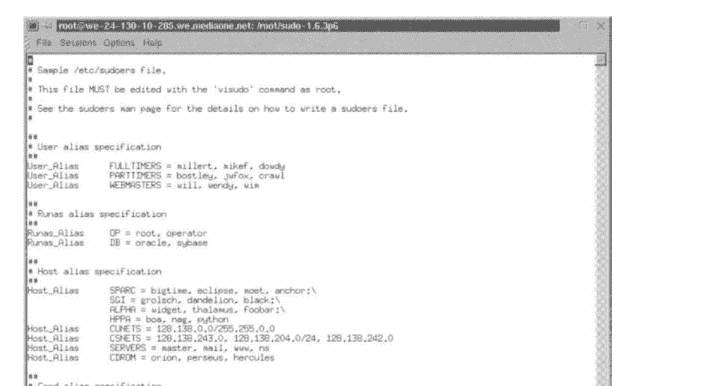 root@we-24-130-10-205.we.mediaone.net: /root/sudo-1.6.3p6
File Sessions Options Help
#
# Sample /etc/sudoers file.
#
# This file MUST be edited with the 'visudo' command as root.
#
# See the sudoers man page for the details on how to write a sudoers file.
#
##
# User alias specification
##
User_Alias FULLTIMERS = millert, mikef, dowdy
User_Alias PARTTIMERS = bostley, jwfox, crawl
User_Alias WEBMASTERS = will, wendy, wim
##
# Runas alias specification
##
Runas_Alias OP = root, operator
Runas_Alias DB = oracle, sybase
##
# Host alias specification
##
Host_Alias SPARC = bigtime, eclipse, moet, anchor:\
SGI = grolsch, dandelion, black:\
ALPHA = widget, thalamus, foobar:\
HPPA = boa, nag, python
Host_Alias CUNETS = 128.138.0.0/255.255.0.0
Host_Alias CSNETS = 128.138.243.0, 128.138.204.0/24, 128.138.242.0
Host_Alias SERVERS = master, mail, www, ns
Host_Alias CDROM = orion, perseus, hercules
##
# Cmnd alias specification